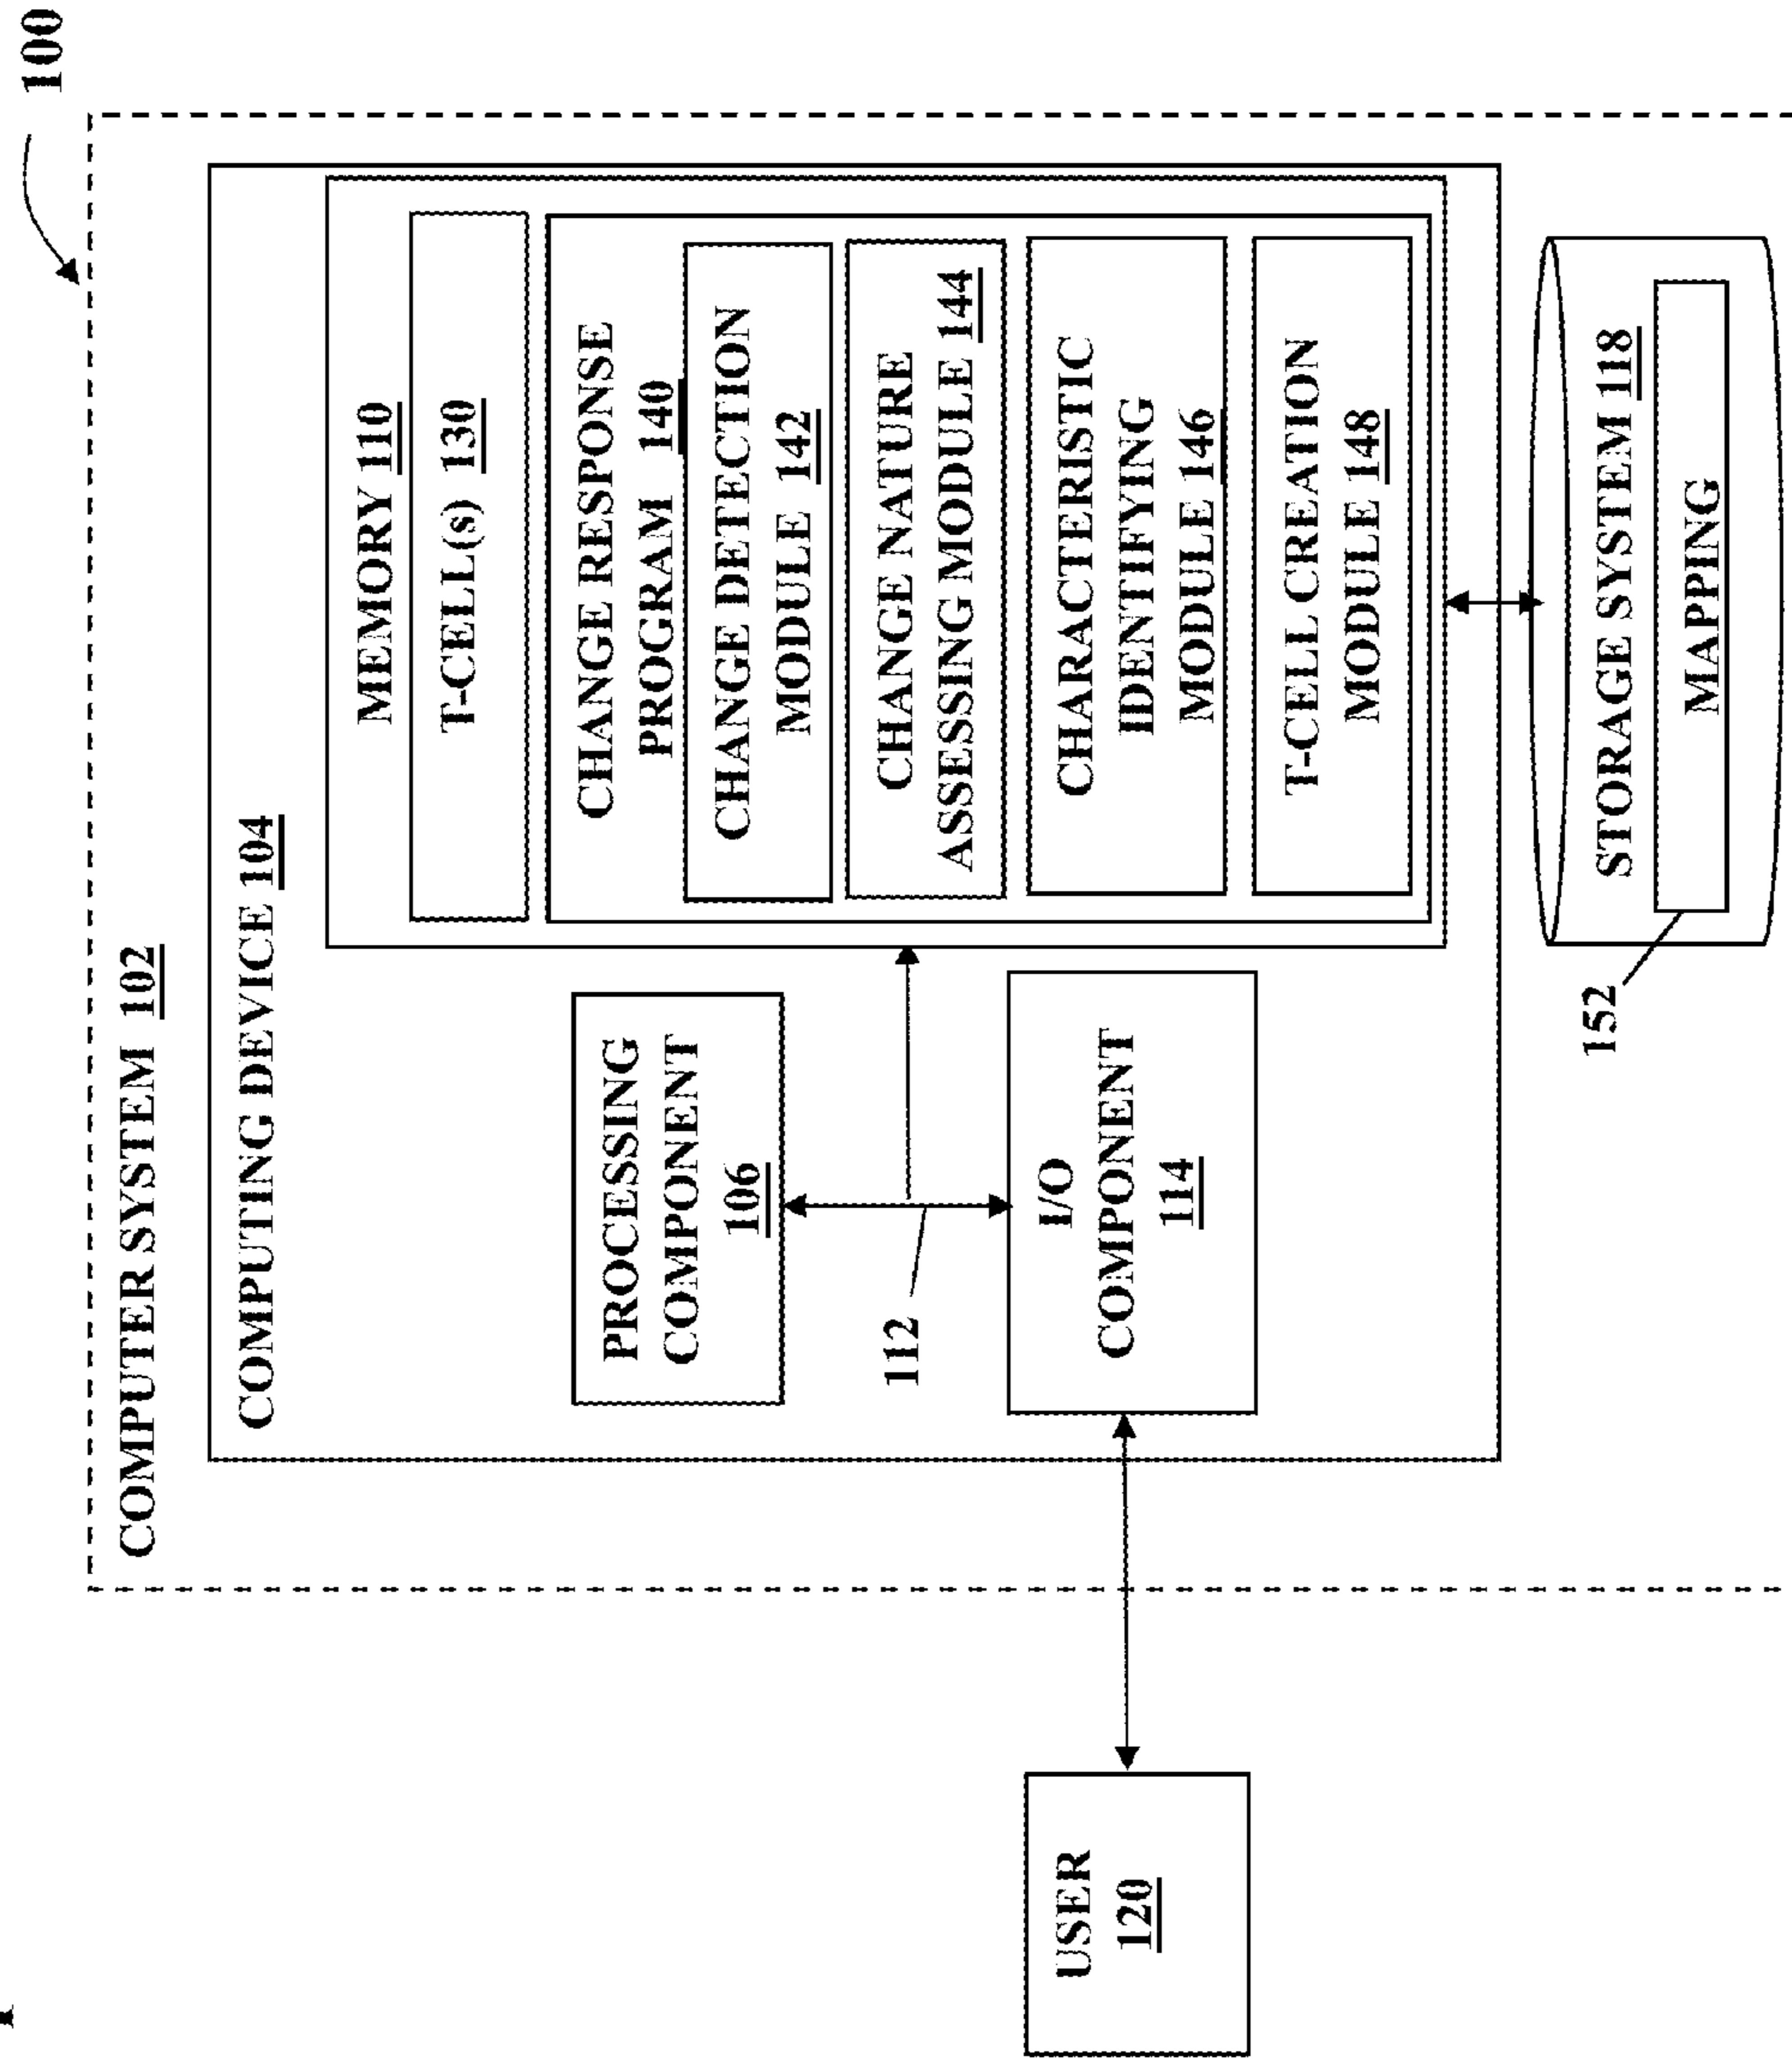 100
COMPUTER SYSTEM 102
COMPUTING DEVICE 104
MEMORY 110
T-CELL(s) 130
CHANGE RESPONSE
PROGRAM 140
CHANGE DETECTION
MODULE 142
CHANGE NATURE
ASSESSING MODULE 144
CHARACTERISTIC
IDENTIFYING
MODULE 146
T-CELL CREATION
MODULE 148
PROCESSING
COMPONENT
106
112
I/O
COMPONENT
114
USER
120
STORAGE SYSTEM 118
MAPPING
152